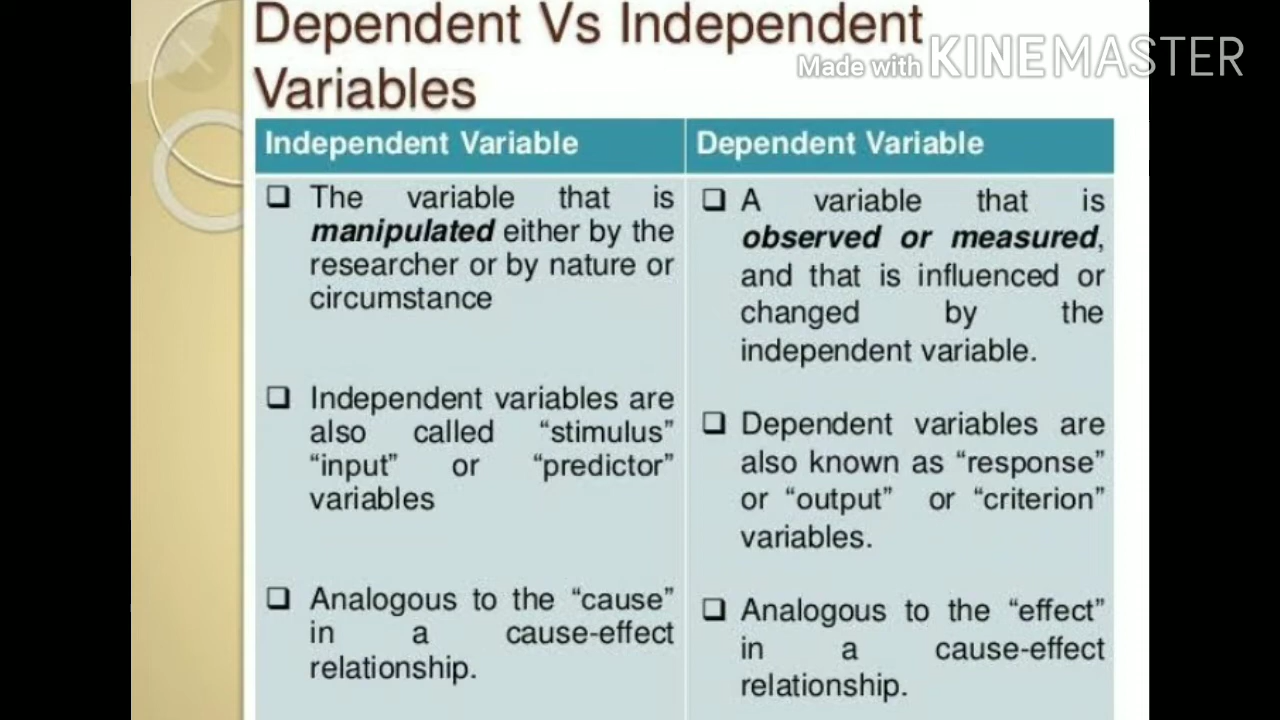 Dependent Vs Independent
Variables
Made with KINEMASTER
Independent Variable
❑ The variable that is
manipulated either by the
researcher or by nature or
circumstance
❑ Independent variables are
also called “stimulus”
“input” or “predictor”
variables
❑ Analogous to the “cause”
in a cause-effect
relationship.
Dependent Variable
❑ A variable that is
observed or measured,
and that is influenced or
changed by the
independent variable.
❑ Dependent variables are
also known as “response”
or “output” or “criterion”
variables.
❑ Analogous to the “effect”
in a cause-effect
relationship.